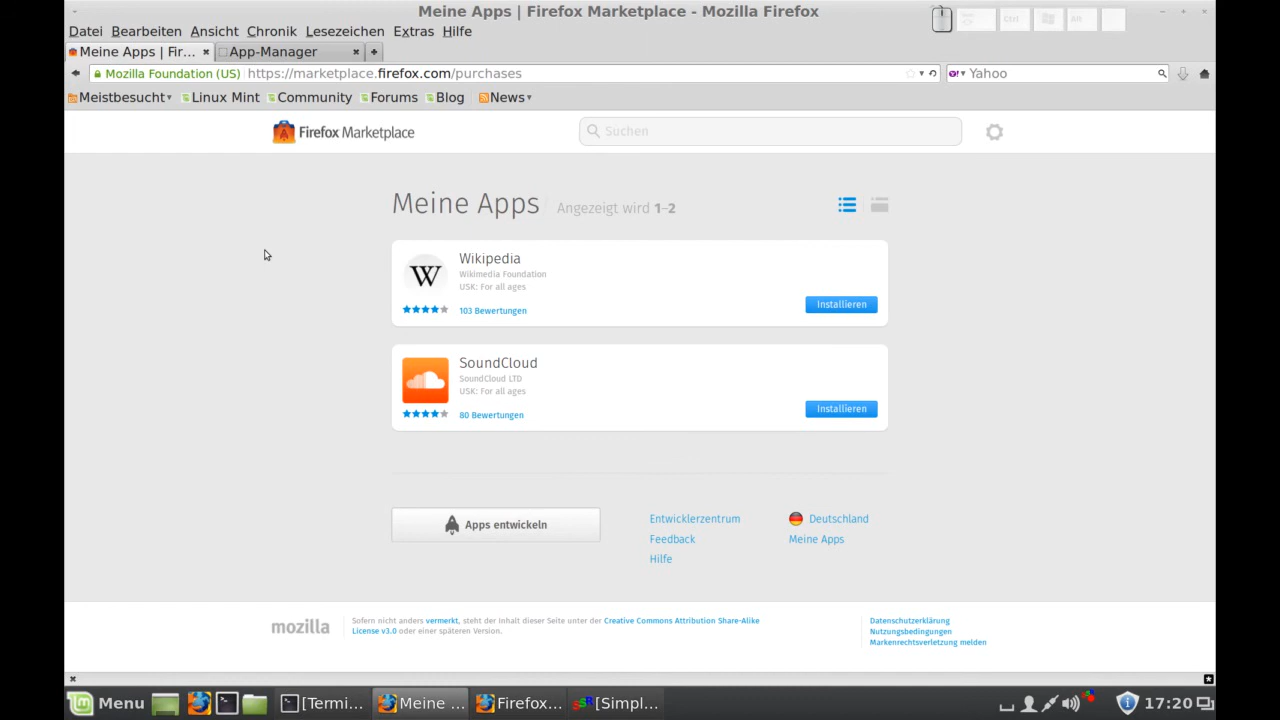 Meine Apps | Firefox Marketplace - Mozilla Firefox
Ctrl
Alt
Datei Bearbeiten Ansicht Chronik Lesezeichen Extras Hilfe
Meine Apps | Fir... App-Manager
Mozilla Foundation (US) https://marketplace.firefox.com/purchases Yahoo
Meistbesucht Linux Mint Community Forums Blog News
Firefox Marketplace Suchen
Meine Apps Angezeigt wird 1–2
Wikipedia
Wikimedia Foundation
USK: For all ages
103 Bewertungen
Installieren
SoundCloud
SoundCloud LTD
USK: For all ages
80 Bewertungen
Installieren
Apps entwickeln
Entwicklerzentrum
Feedback
Hilfe
Deutschland
Meine Apps
mozilla
Sofern nicht anders vermerkt, steht der Inhalt dieser Seite unter der Creative Commons Attribution Share-Alike
License v3.0 oder einer späteren Version.
Datenschutzerklärung
Nutzungsbedingungen
Markenrechtsverletzung melden
Menu [Termi... Meine ... Firefox... [Simpl... 17:20